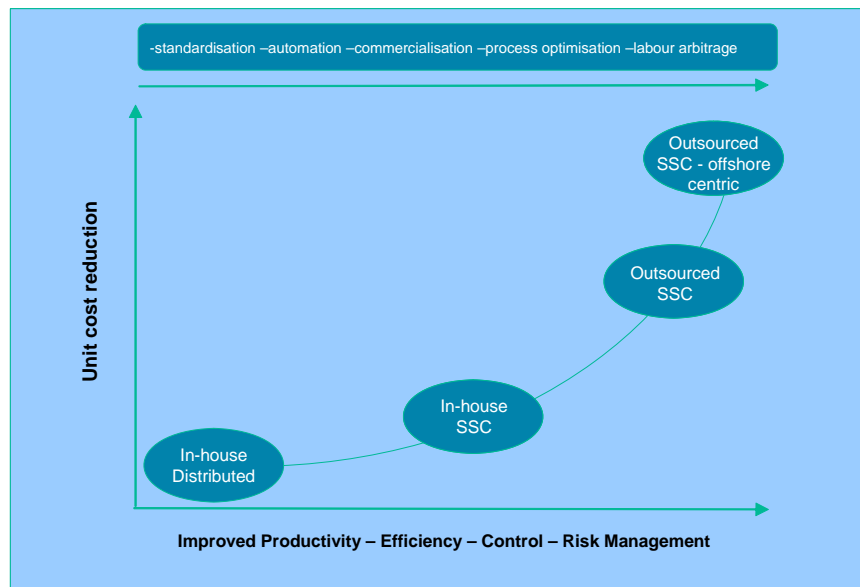 -standardisation –automation –commercialisation –process optimisation –labour arbitrage
Outsourced
SSC - offshore
centric
Outsourced
SSC
In-house
SSC
In-house
Distributed
Unit cost reduction
Improved Productivity – Efficiency – Control – Risk Management